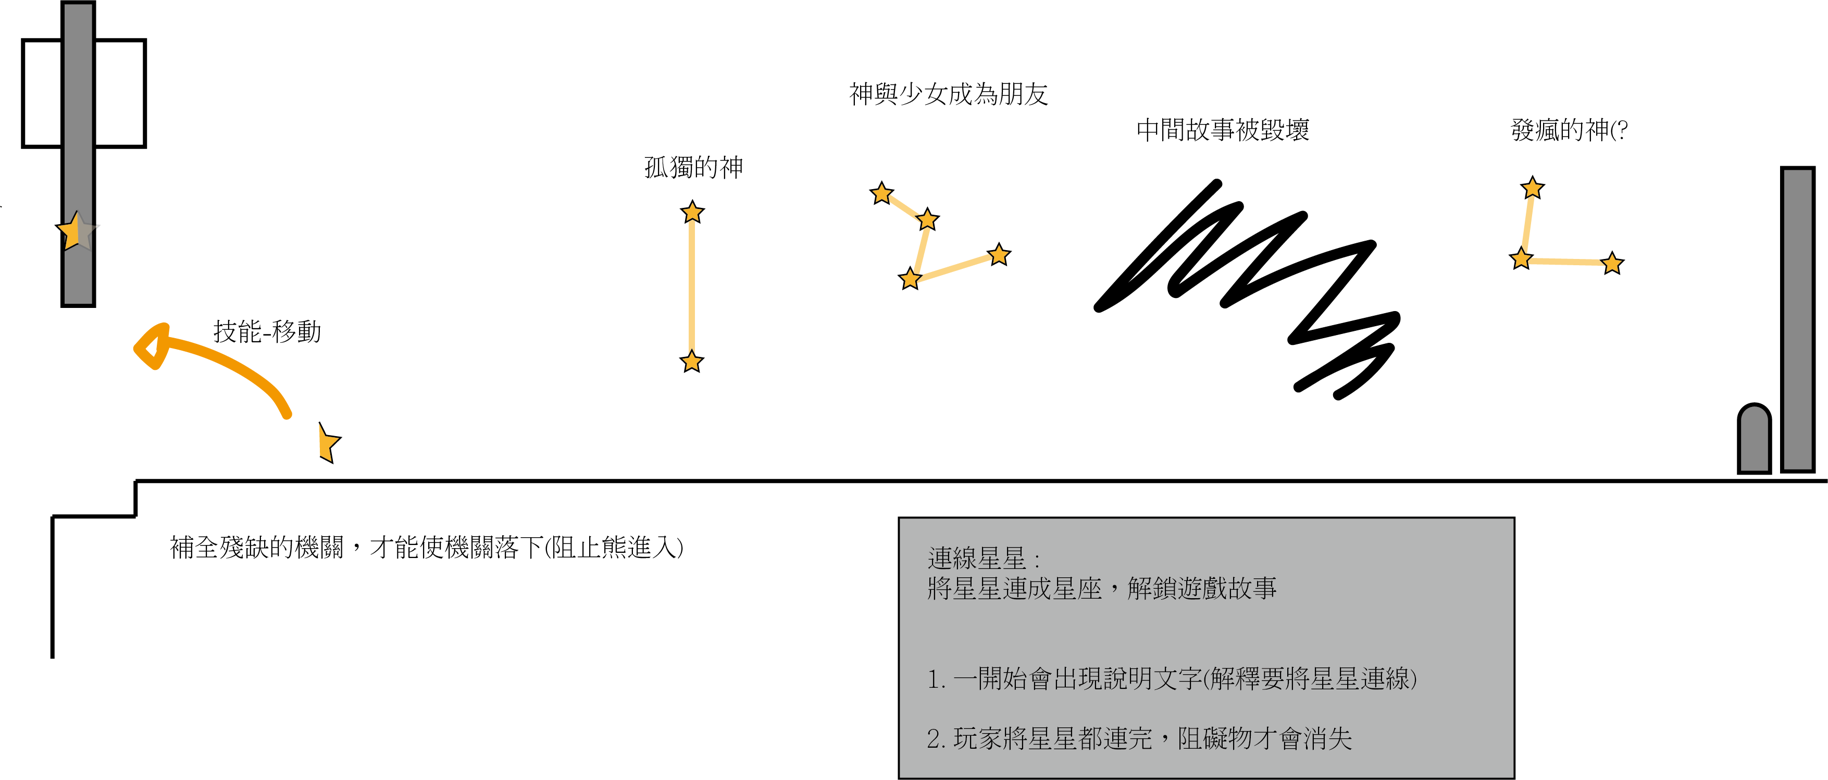 神與少女成為朋友
中間故事被毀壞
發瘋的神(?
孤獨的神
技能-移動
補全殘缺的機關，才能使機關落下(阻止熊進入)
連線星星 :
將星星連成星座，解鎖遊戲故事
1. 一開始會出現說明文字(解釋要將星星連線)
2. 玩家將星星都連完，阻礙物才會消失